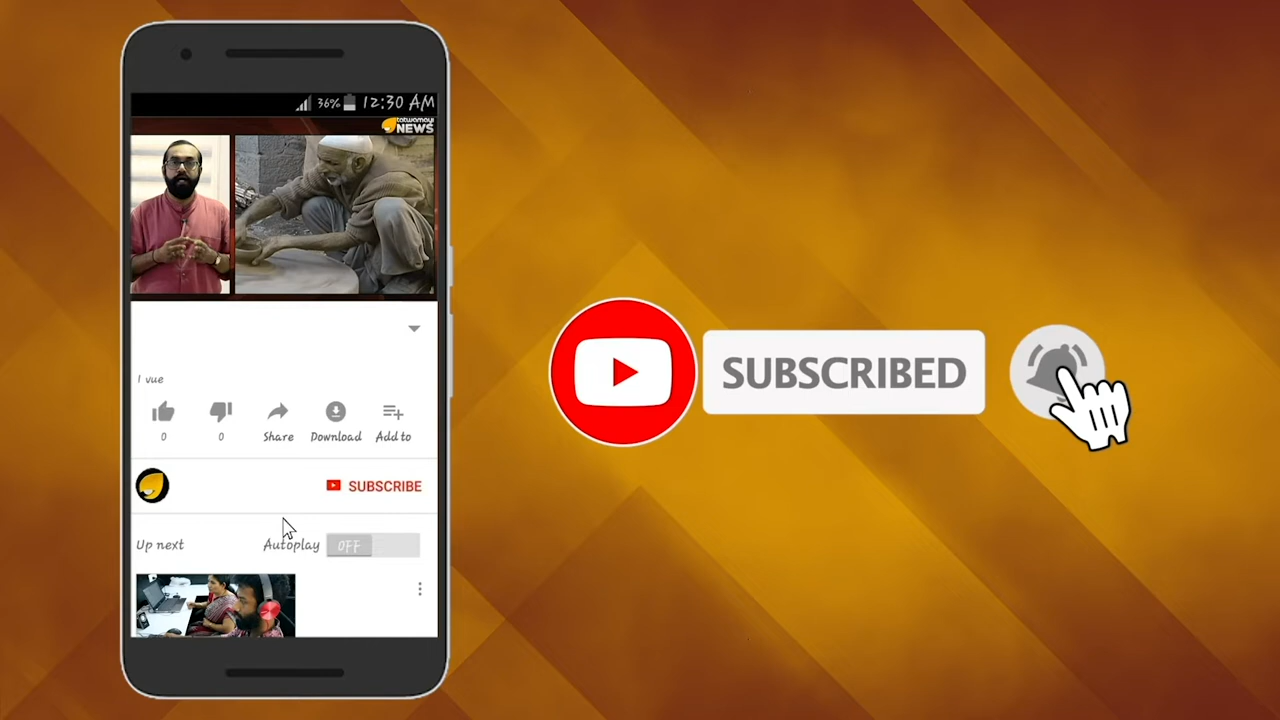 36% 12:30 AM
tatwamayi
NEWS
1 vue
0 0 Share Download Add to
SUBSCRIBE
Up next Autoplay OFF
SUBSCRIBED